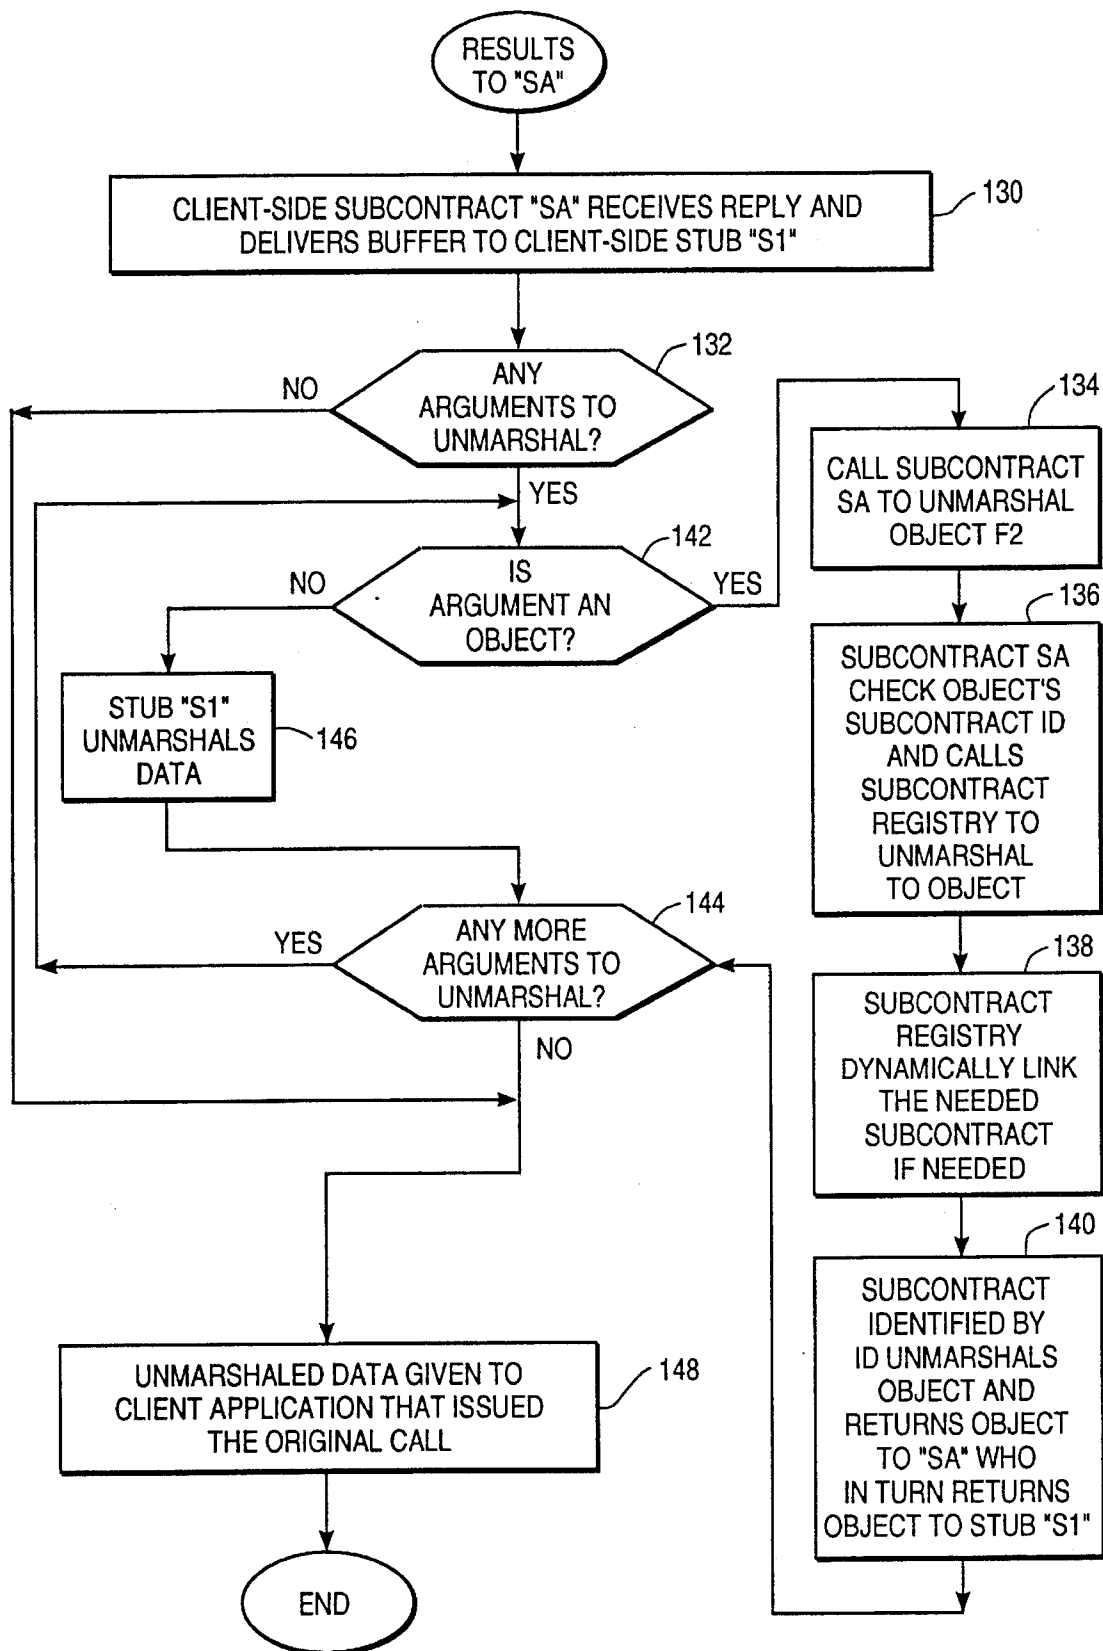 RESULTS
TO "SA"
CLIENT-SIDE SUBCONTRACT "SA" RECEIVES REPLY AND
DELIVERS BUFFER TO CLIENT-SIDE STUB "S1"
130
ANY
ARGUMENTS TO
UNMARSHAL?
132
NO
YES
IS
ARGUMENT AN
OBJECT?
142
NO
YES
STUB "S1"
UNMARSHALS
DATA
146
ANY MORE
ARGUMENTS TO
UNMARSHAL?
144
YES
NO
CALL SUBCONTRACT
SA TO UNMARSHAL
OBJECT F2
134
SUBCONTRACT SA
CHECK OBJECT'S
SUBCONTRACT ID
AND CALLS
SUBCONTRACT
REGISTRY TO
UNMARSHAL
TO OBJECT
136
SUBCONTRACT
REGISTRY
DYNAMICALLY LINK
THE NEEDED
SUBCONTRACT
IF NEEDED
138
SUBCONTRACT
IDENTIFIED BY
ID UNMARSHALS
OBJECT AND
RETURNS OBJECT
TO "SA" WHO
IN TURN RETURNS
OBJECT TO STUB "S1"
140
UNMARSHALED DATA GIVEN TO
CLIENT APPLICATION THAT ISSUED
THE ORIGINAL CALL
148
END